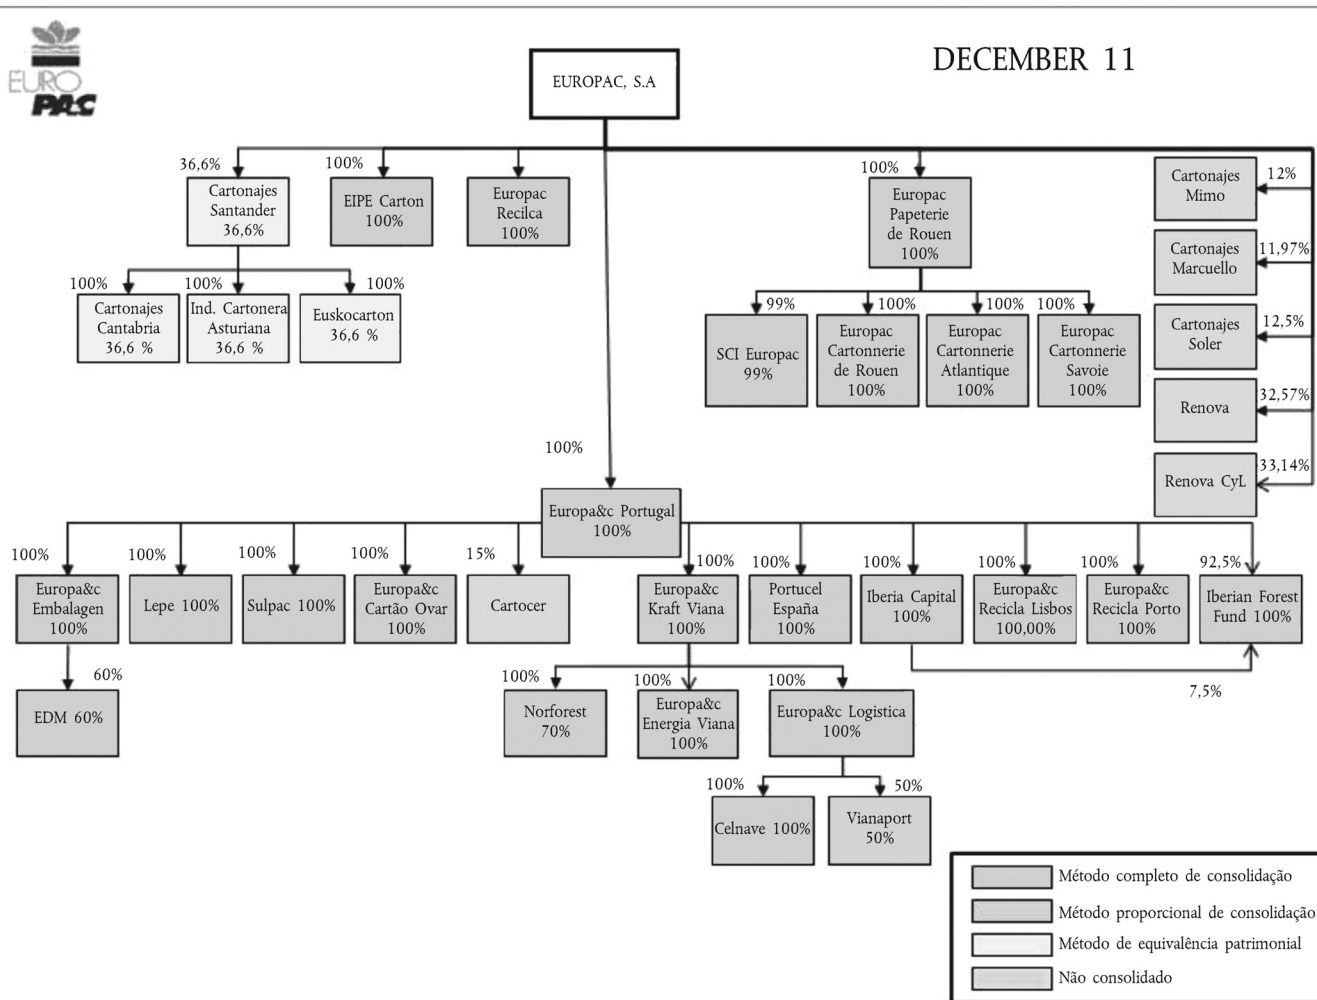 EURO
PAC
DECEMBER 11
EUROPAC, S.A
36,6%
Cartonajes
Santander
36,6%
100%
EIPE Carton
100%
Europac
Recilca
100%
100%
Europac
Papeterie
de Rouen
100%
Cartonajes
Mimo
12%
Cartonajes
Marcuello
11,97%
Cartonajes
Soler
12,5%
Renova
32,57%
Renova CyL
33,14%
100%
Cartonajes
Cantabria
36,6 %
100%
Ind. Cartonera
Asturiana
36,6 %
100%
Euskocarton
36,6 %
99%
SCI Europac
99%
100%
Europac
Cartonnerie
de Rouen
100%
100%
Europac
Cartonnerie
Atlantique
100%
100%
Europac
Cartonnerie
Savoie
100%
100%
Europa&c Portugal
100%
100%
Europa&c
Embalagen
100%
100%
Lepe 100%
100%
Sulpac 100%
100%
Europa&c
Cartão Ovar
100%
15%
Cartocer
100%
Europa&c
Kraft Viana
100%
100%
Portucel
España
100%
100%
Iberia Capital
100%
100%
Europa&c
Recicla Lisbos
100,00%
100%
Europa&c
Recicla Porto
100%
92,5%
Iberian Forest
Fund 100%
7,5%
60%
EDM 60%
100%
Norforest
70%
100%
Europa&c
Energia Viana
100%
100%
Europa&c Logistica
100%
100%
Celnave 100%
50%
Vianaport
50%
Método completo de consolidação
Método proporcional de consolidação
Método de equivalência patrimonial
Não consolidado